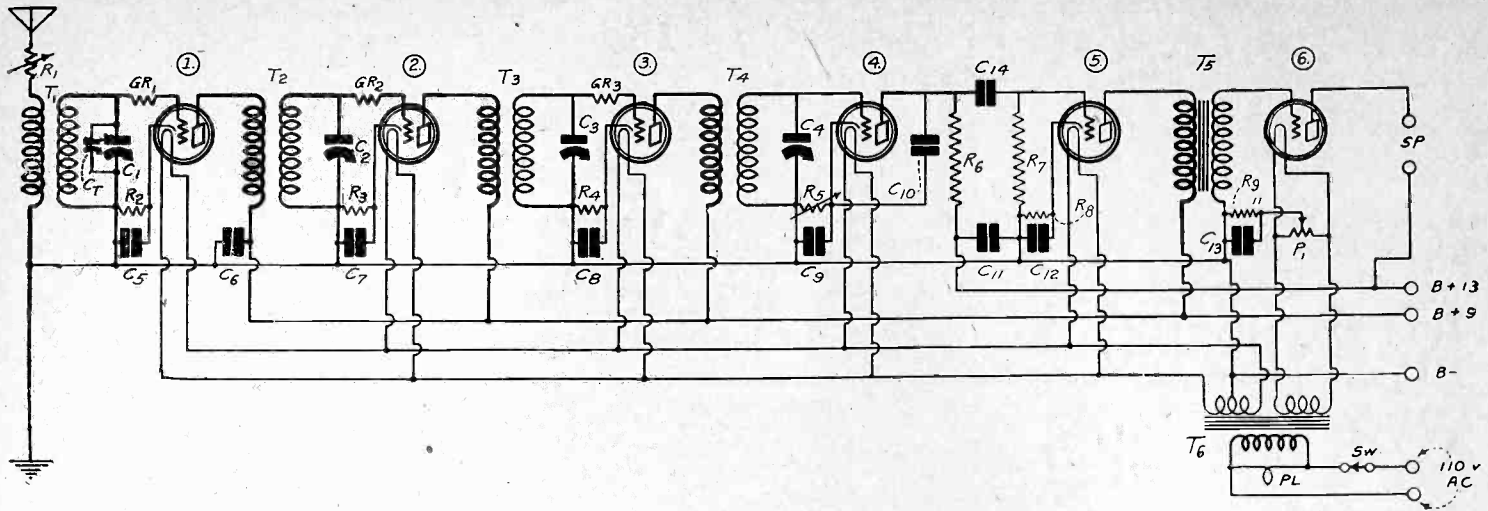 R1
T1
GR1
1.
CT
C1
R2
C5
C6
T2
GR2
2.
C2
R3
C7
T3
GR3
3.
C3
R4
C8
T4
4.
C4
R5
C9
C10
C14
R6
R7
R8
C11
C12
5.
T5
6.
R9
C13
P1
SP
B + 13
B + 9
B -
T6
PL
SW
110 v
AC